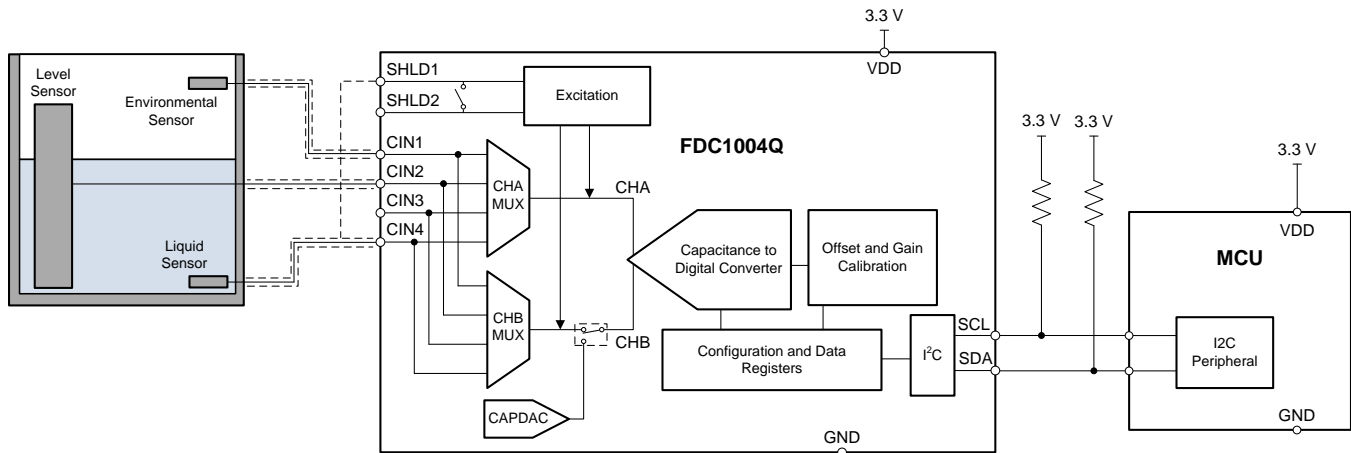 Level
Sensor
Environmental
Sensor
Liquid
Sensor
SHLD1
SHLD2
CIN1
CIN2
CIN3
CIN4
Excitation
CHA
MUX
CHA
CHB
MUX
CHB
CAPDAC
3.3 V
VDD
FDC1004Q
Capacitance to
Digital Converter
Offset and Gain
Calibration
Configuration and Data
Registers
I²C
SCL
SDA
GND
3.3 V
3.3 V
3.3 V
VDD
MCU
I2C
Peripheral
GND